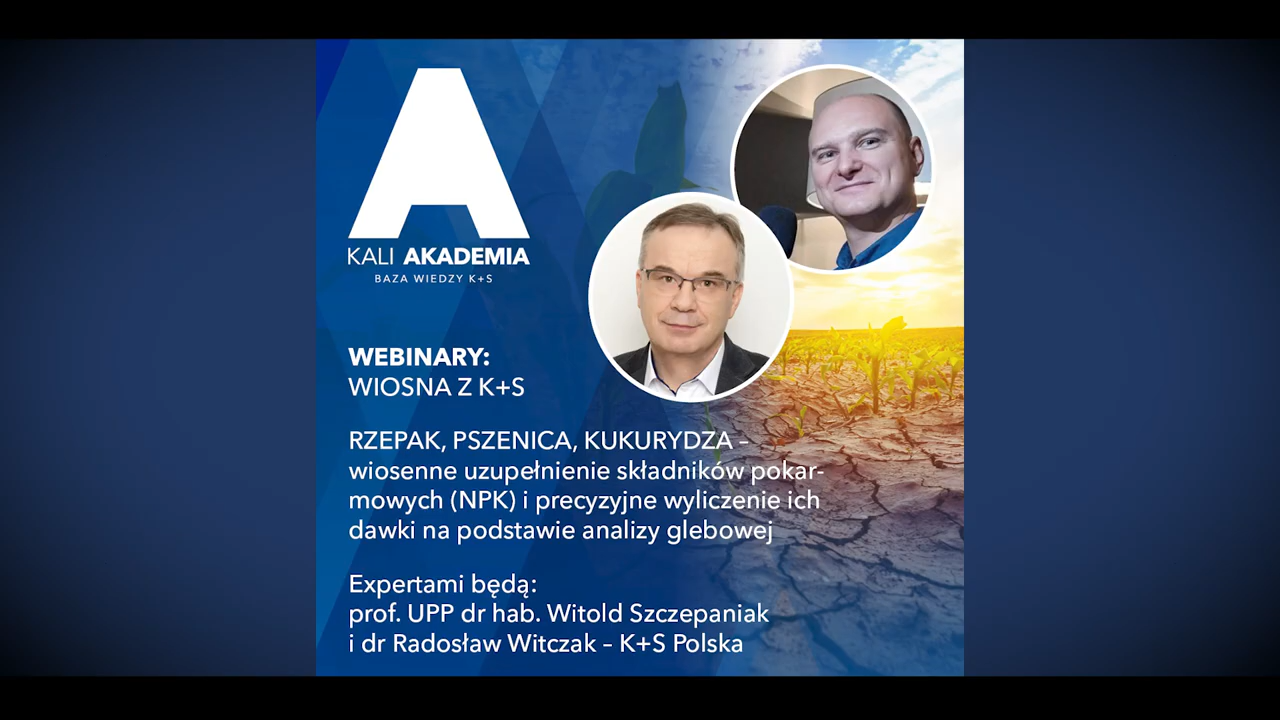 KALI AKADEMIA
BAZA WIEDZY K+S
WEBINARY:
WIOSNA Z K+S
RZEPAK, PSZENICA, KUKURYDZA –
wiosenne uzupełnienie składników pokar-
mowych (NPK) i precyzyjne wyliczenie ich
dawki na podstawie analizy glebowej
Expertami będą:
prof. UPP dr hab. Witold Szczepaniak
i dr Radosław Witczak – K+S Polska